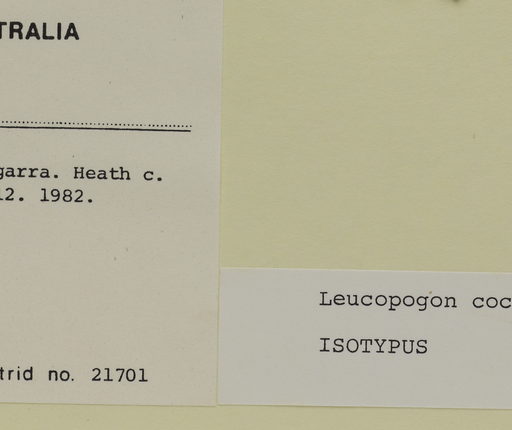 TRALIA
garra. Heath c.
12. 1982.
trid no. 21701
Leucopogon coc
ISOTYPUS